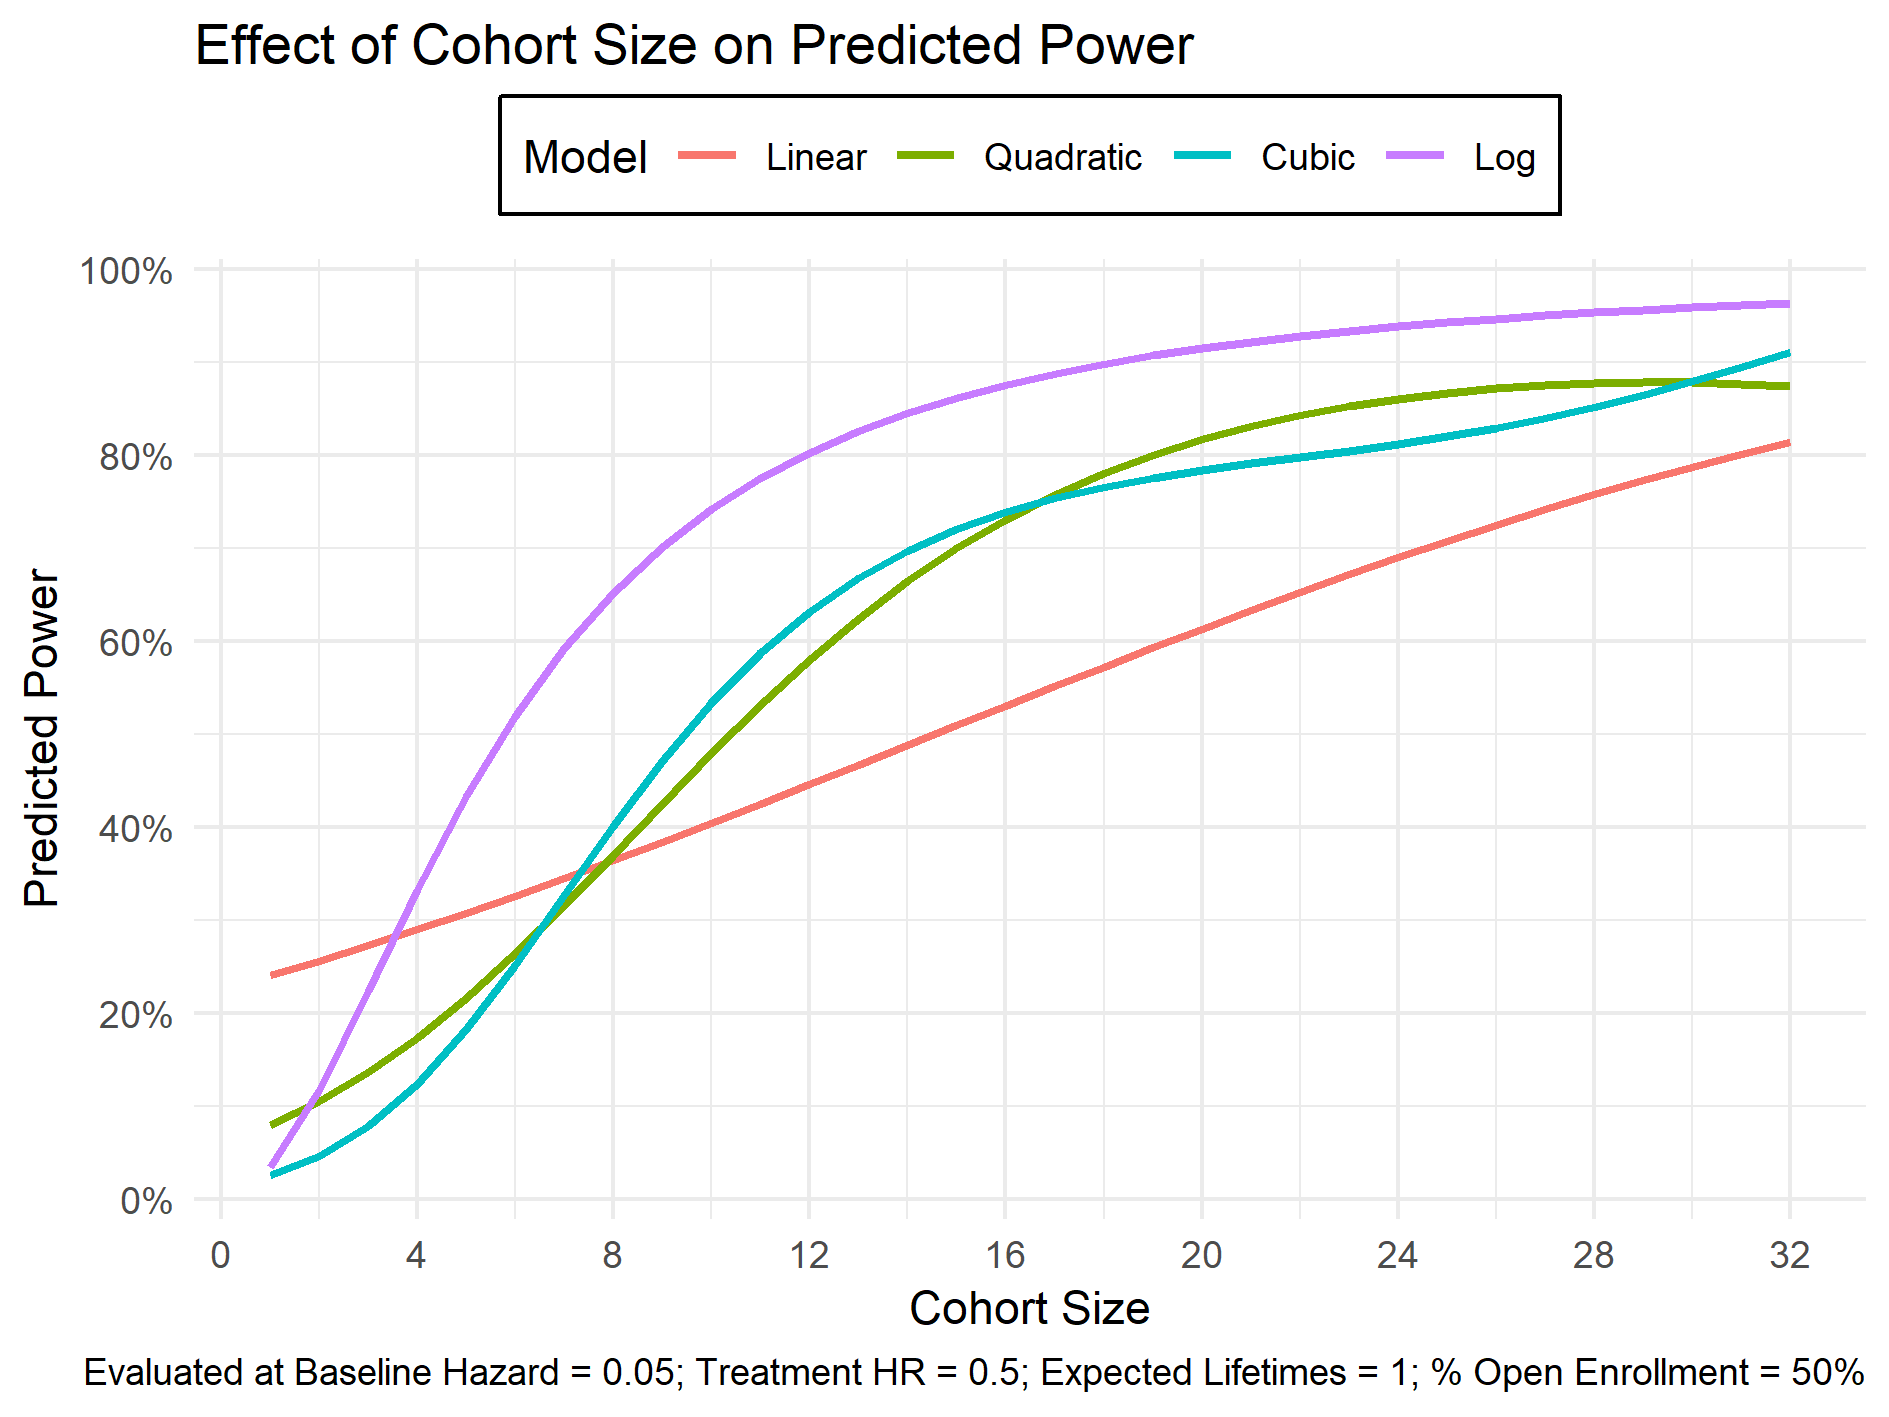 Effect of Cohort Size on Predicted Power
Model Linear Quadratic Cubic Log
100%
80%
60%
40%
20%
0%
Predicted Power
0 4 8 12 16 20 24 28 32
Cohort Size
Evaluated at Baseline Hazard = 0.05; Treatment HR = 0.5; Expected Lifetimes = 1; % Open Enrollment = 50%